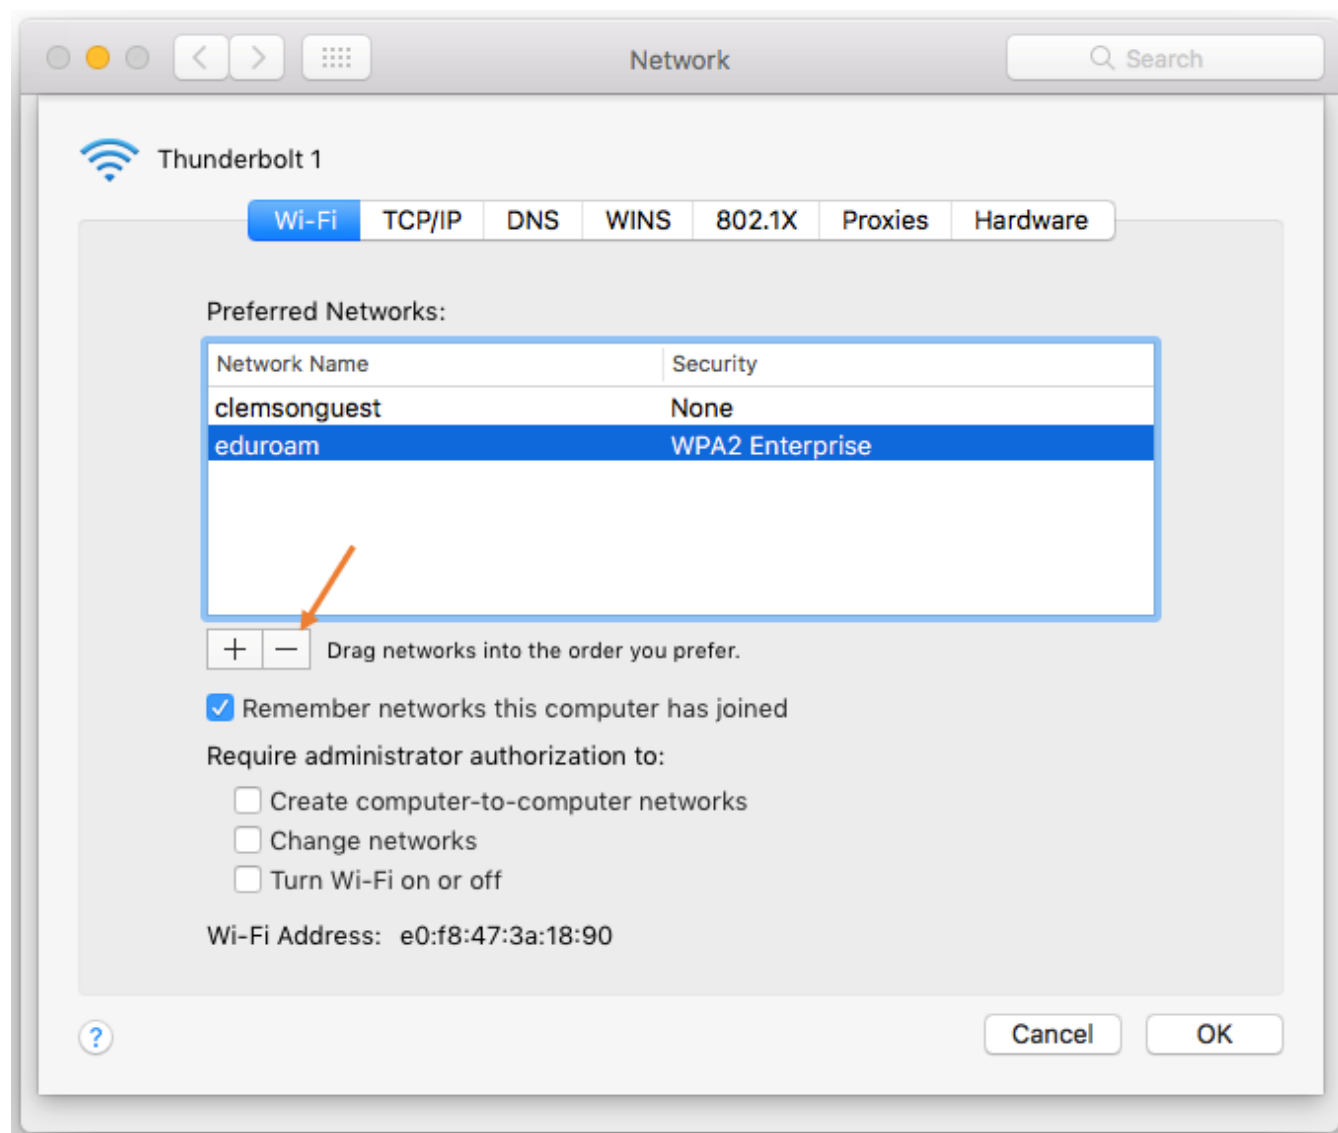 Network
Search
Thunderbolt 1
Wi-Fi TCP/IP DNS WINS 802.1X Proxies Hardware
Preferred Networks:
Network Name Security
clemsonguest None
eduroam WPA2 Enterprise
+ − Drag networks into the order you prefer.
Remember networks this computer has joined
Require administrator authorization to:
Create computer-to-computer networks
Change networks
Turn Wi-Fi on or off
Wi-Fi Address: e0:f8:47:3a:18:90
? Cancel OK